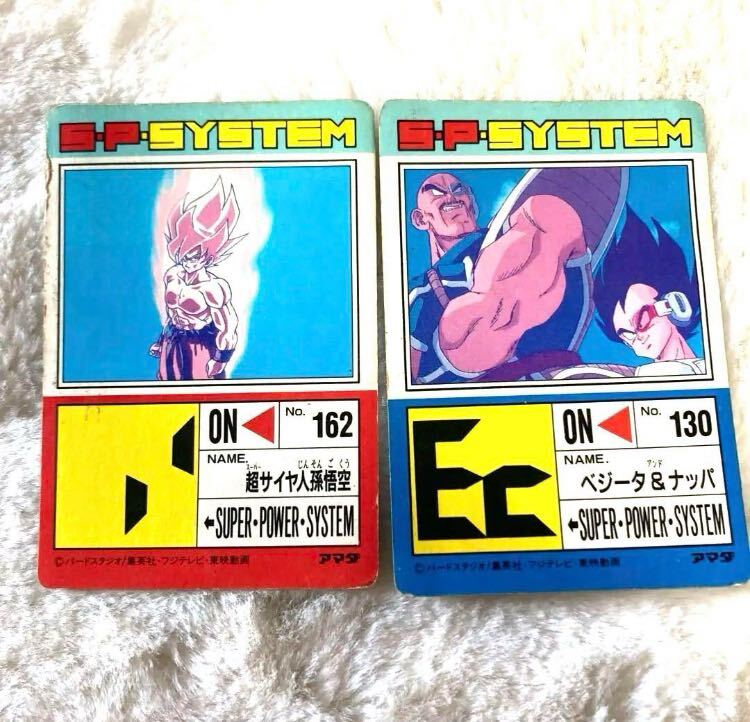 S·P·SYSTEM
ON
No. 162
NAME.
スーパー じんそんごくう
超サイヤ人孫悟空
←SUPER·POWER·SYSTEM
©バードスタジオ/集英社・フジテレビ・東映動画
アマダ
S·P·SYSTEM
Ec
ON
No. 130
NAME.
アンド
ベジータ&ナッパ
←SUPER·POWER·SYSTEM
©バードスタジオ/集英社・フジテレビ・東映動画
アマダ